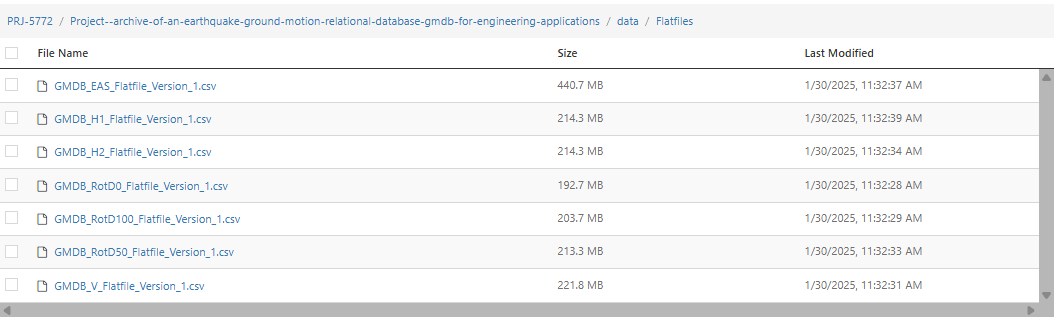 PRJ-5772 / Project--archive-of-an-earthquake-ground-motion-relational-database-gmdb-for-engineering-applications / data / Flatfiles
File Name Size Last Modified
GMDB_EAS_Flatfile_Version_1.csv 440.7 MB 1/30/2025, 11:32:37 AM
GMDB_H1_Flatfile_Version_1.csv 214.3 MB 1/30/2025, 11:32:39 AM
GMDB_H2_Flatfile_Version_1.csv 214.3 MB 1/30/2025, 11:32:34 AM
GMDB_RotD0_Flatfile_Version_1.csv 192.7 MB 1/30/2025, 11:32:28 AM
GMDB_RotD100_Flatfile_Version_1.csv 203.7 MB 1/30/2025, 11:32:29 AM
GMDB_RotD50_Flatfile_Version_1.csv 213.3 MB 1/30/2025, 11:32:33 AM
GMDB_V_Flatfile_Version_1.csv 221.8 MB 1/30/2025, 11:32:31 AM